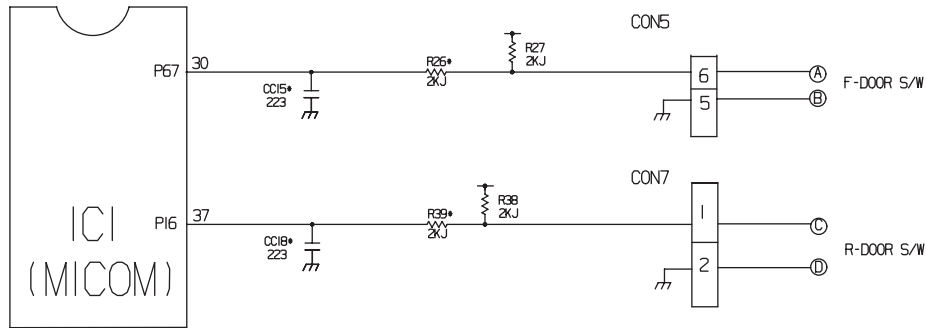 CON5
P67 30
R26*
2KJ
R27
2KJ
CC15*
223
6
5
A
B
F-DOOR S/W
CON7
P16 37
R39*
2KJ
R38
2KJ
CC18*
223
1
2
C
D
R-DOOR S/W
IC1
(MICOM)